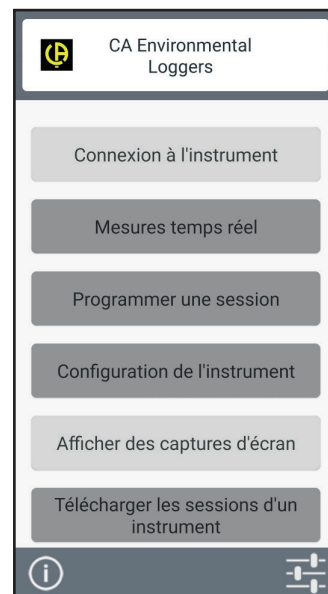 CA Environmental
Loggers
Connexion à l'instrument
Mesures temps réel
Programmer une session
Configuration de l'instrument
Afficher des captures d'écran
Télécharger les sessions d'un
instrument